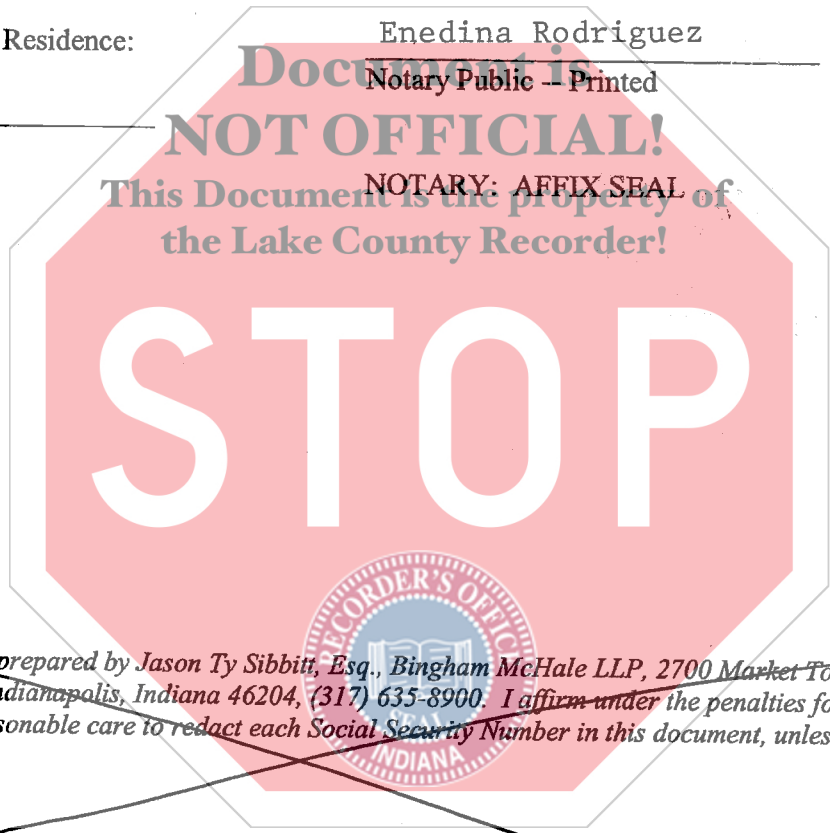 Residence:
Enedina Rodriguez
Notary Public -- Printed
Document is
NOT OFFICIAL!
NOTARY: AFFIX SEAL
This Document is the property of
the Lake County Recorder!
STOP
RECORDER'S OFFICE
SEAL
INDIANA
prepared by Jason Ty Sibbitt, Esq., Bingham McHale LLP, 2700 Market To
ndianapolis, Indiana 46204, (317) 635-8900. I affirm under the penalties fo
sonable care to redact each Social Security Number in this document, unles